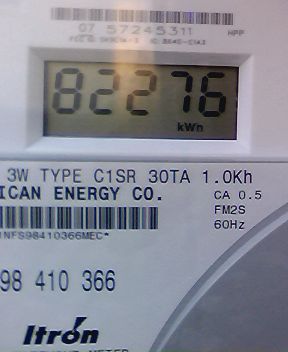 07 57245311 HPP
82276
kWh
3W TYPE C1SR 30TA 1.0Kh
ICAN ENERGY CO. CA 0.5
FM2S
60Hz
98 410 366
Itron